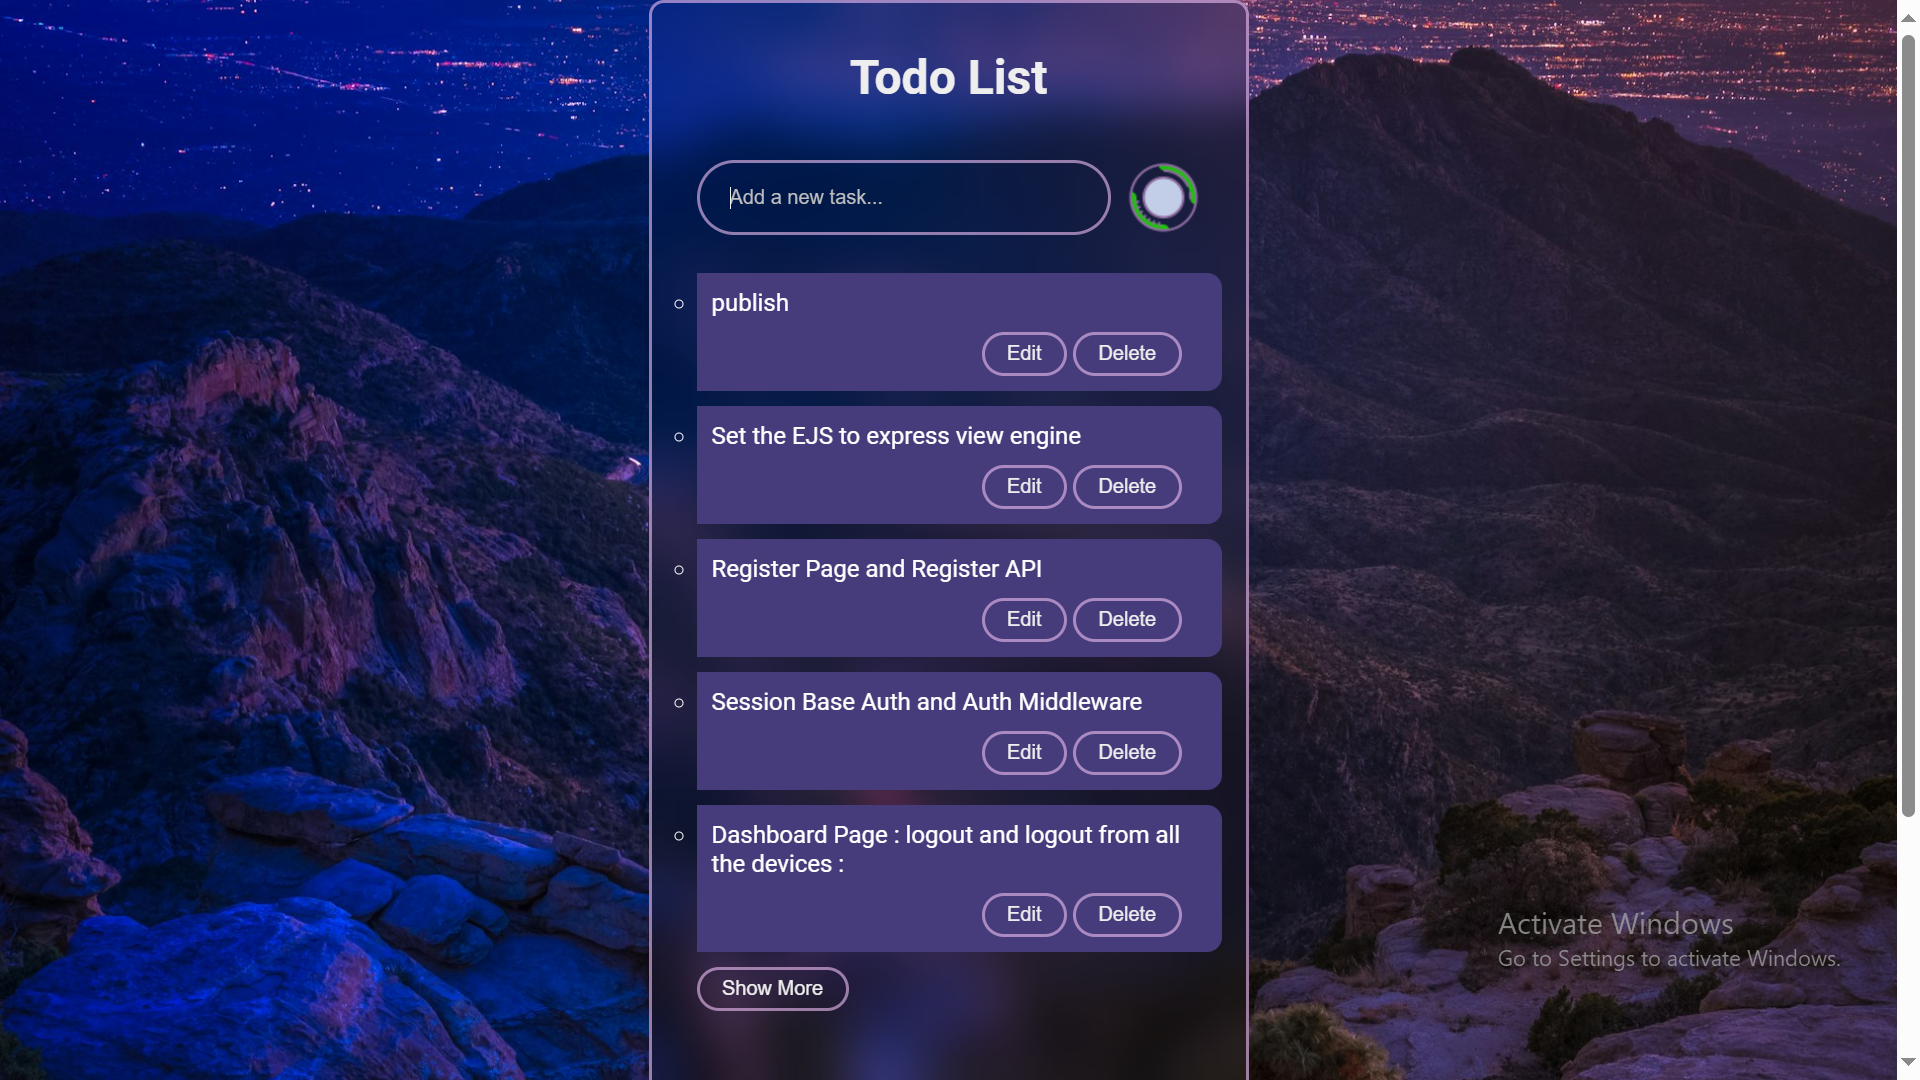 Todo List
Add a new task...
publish
Edit Delete
Set the EJS to express view engine
Edit Delete
Register Page and Register API
Edit Delete
Session Base Auth and Auth Middleware
Edit Delete
Dashboard Page : logout and logout from all
the devices :
Edit Delete
Show More
Activate Windows
Go to Settings to activate Windows.